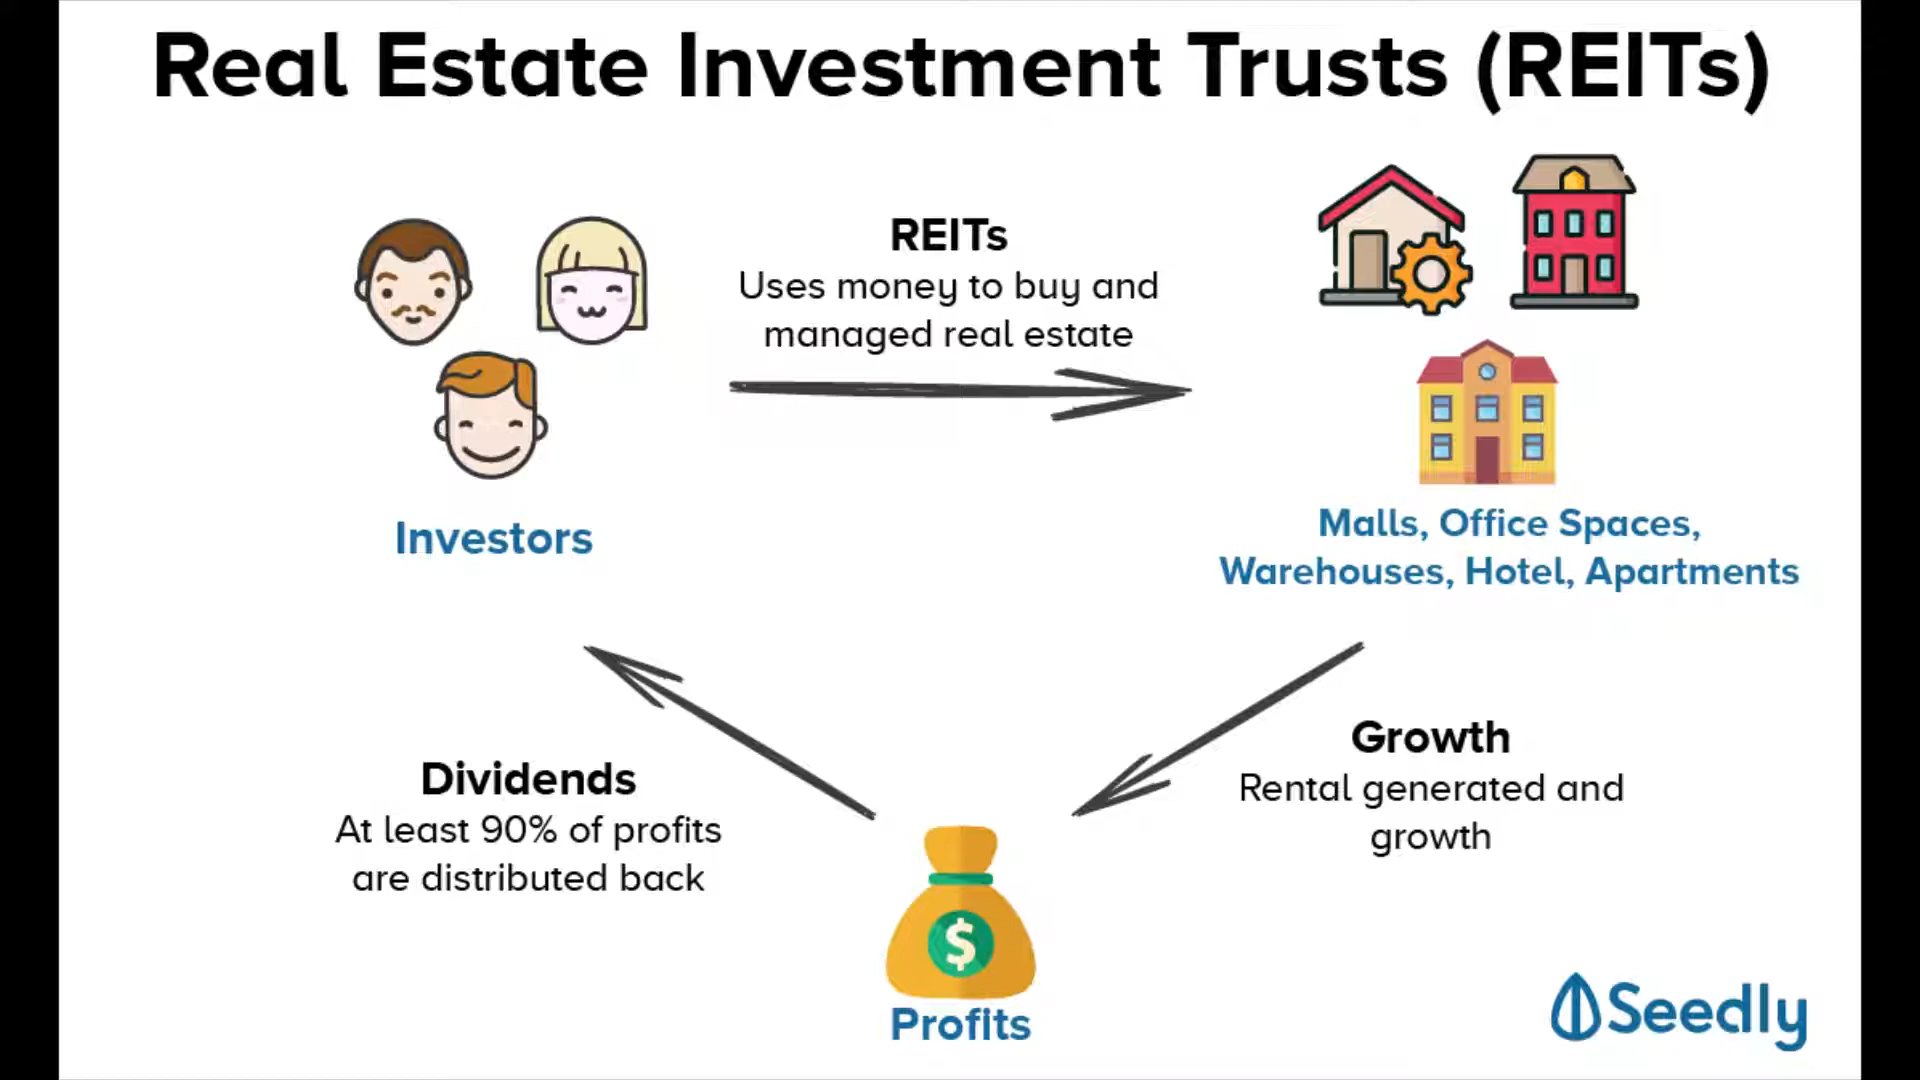 Real Estate Investment Trusts (REITs)
REITs
Uses money to buy and
managed real estate
Investors
Malls, Office Spaces,
Warehouses, Hotel, Apartments
Dividends
At least 90% of profits
are distributed back
Growth
Rental generated and
growth
$
Profits
Seedly